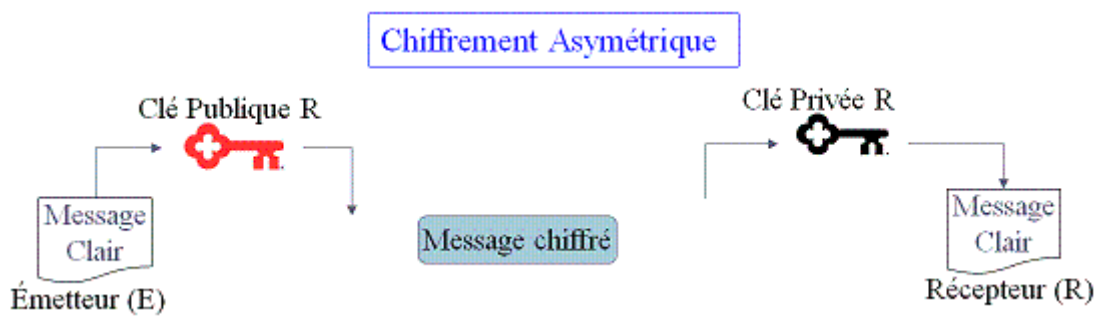 Chiffrement Asymétrique
Clé Publique R
Clé Privée R
Message
Clair
Émetteur (E)
Message chiffré
Message
Clair
Récepteur (R)